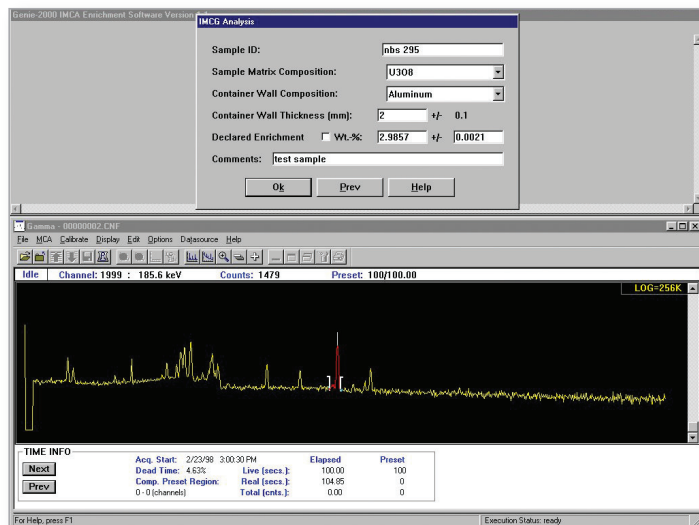 Genie-2000 IMCA Enrichment Software Version
IMCG Analysis
Sample ID: nbs 295
Sample Matrix Composition: U3O8
Container Wall Composition: Aluminum
Container Wall Thickness (mm): 2 +/- 0.1
Declared Enrichment Wt.-%: 2.9857 +/- 0.0021
Comments: test sample
Ok Prev Help
Gamma - 00000002.CNF
File MCA Calibrate Display Edit Options Datasource Help
Idle Channel: 1999 : 185.6 keV Counts: 1479 Preset: 100/100.00
LOG=256K
TIME INFO
Next
Prev
Acq. Start: 2/23/98 3:00:30 PM Elapsed Preset
Dead Time: 4.63% Live (secs.): 100.00 100
Comp. Preset Region: Real (secs.): 104.85 0
0 - 0 (channels) Total (cnts.): 0.00 0
For Help, press F1 Execution Status: ready